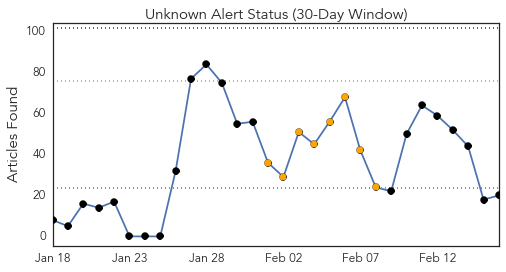 Unknown Alert Status (30-Day Window)
Articles Found
100
80
60
40
20
0
Jan 18 Jan 23 Jan 28 Feb 02 Feb 07 Feb 12